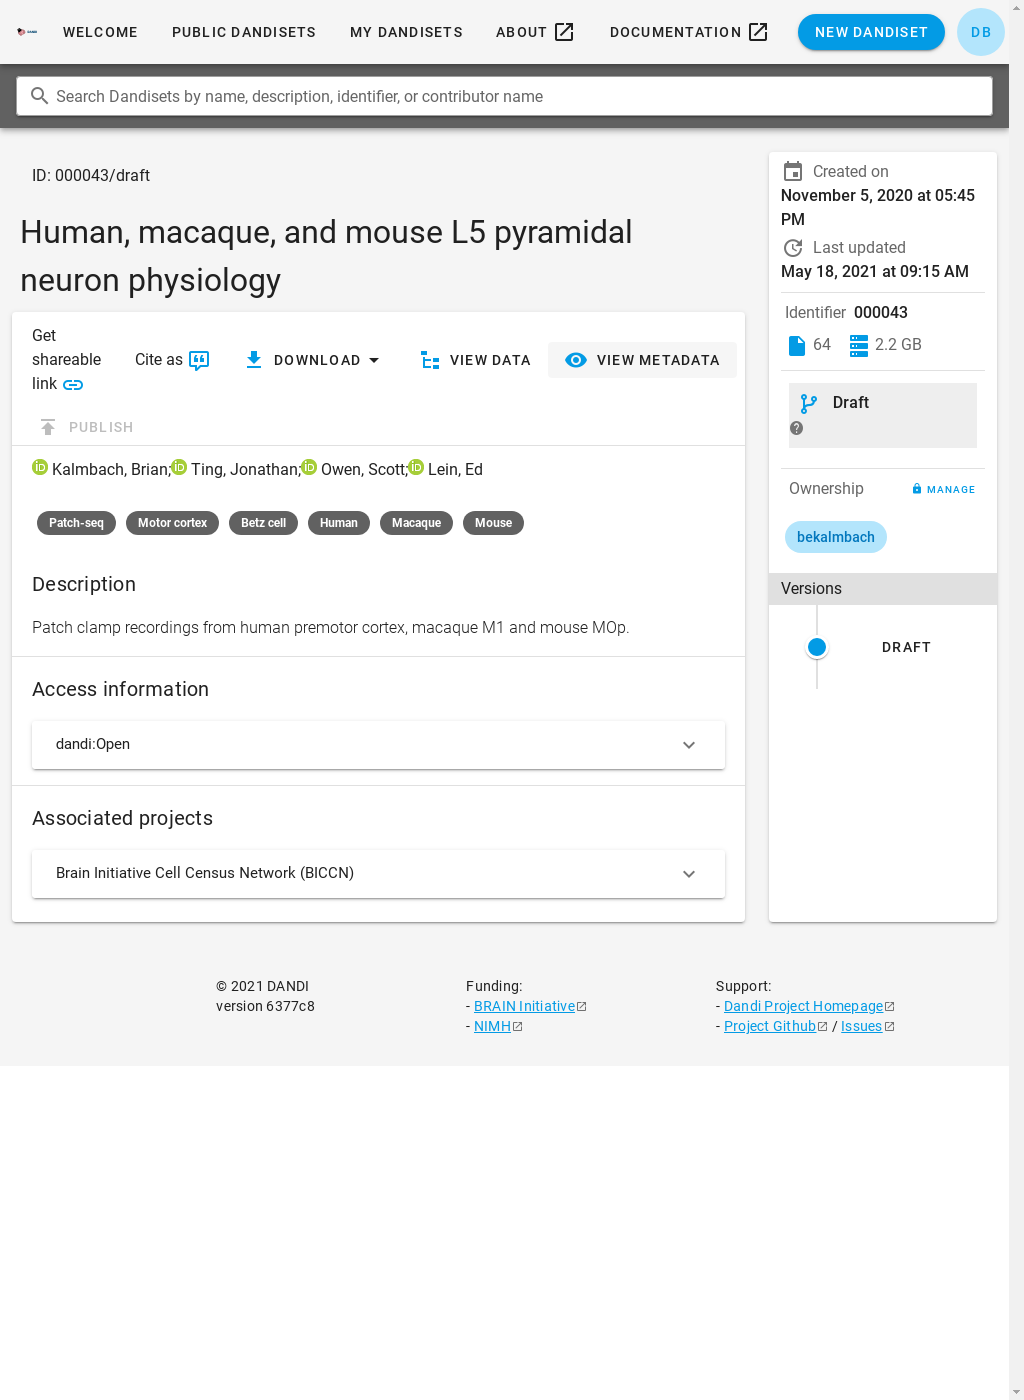 WELCOME
PUBLIC DANDISETS
MY DANDISETS
ABOUT
DOCUMENTATION
NEW DANDISET
DB
Search Dandisets by name, description, identifier, or contributor name
ID: 000043/draft
Human, macaque, and mouse L5 pyramidal
neuron physiology
Get
shareable
link
Cite as
DOWNLOAD
VIEW DATA
VIEW METADATA
PUBLISH
Kalmbach, Brian; Ting, Jonathan; Owen, Scott; Lein, Ed
Patch-seq
Motor cortex
Betz cell
Human
Macaque
Mouse
Description
Patch clamp recordings from human premotor cortex, macaque M1 and mouse MOp.
Access information
dandi:Open
Associated projects
Brain Initiative Cell Census Network (BICCN)
Created on
November 5, 2020 at 05:45
PM
Last updated
May 18, 2021 at 09:15 AM
Identifier 000043
64
2.2 GB
Draft
Ownership
MANAGE
bekalmbach
Versions
DRAFT
© 2021 DANDI
version 6377c8
Funding:
- BRAIN Initiative
- NIMH
Support:
- Dandi Project Homepage
- Project Github / Issues